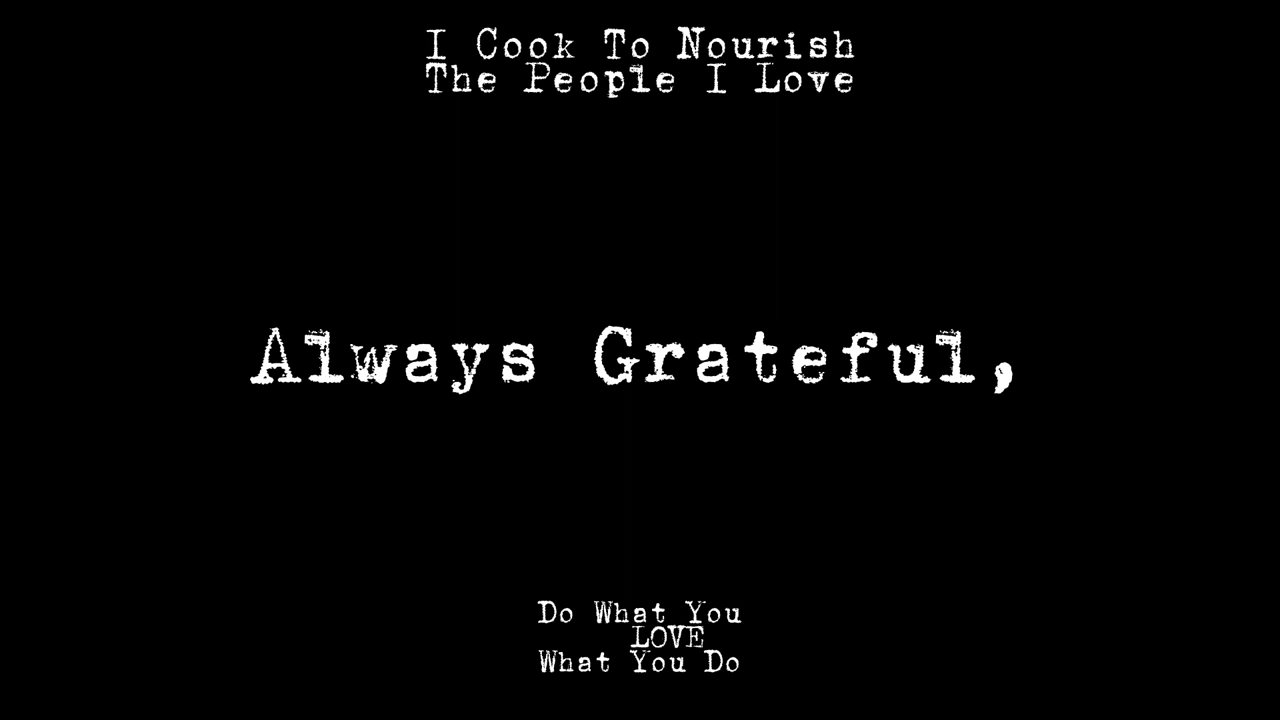 I Cook To Nourish
The People I Love
Always Grateful,
Do What You
LOVE
What You Do